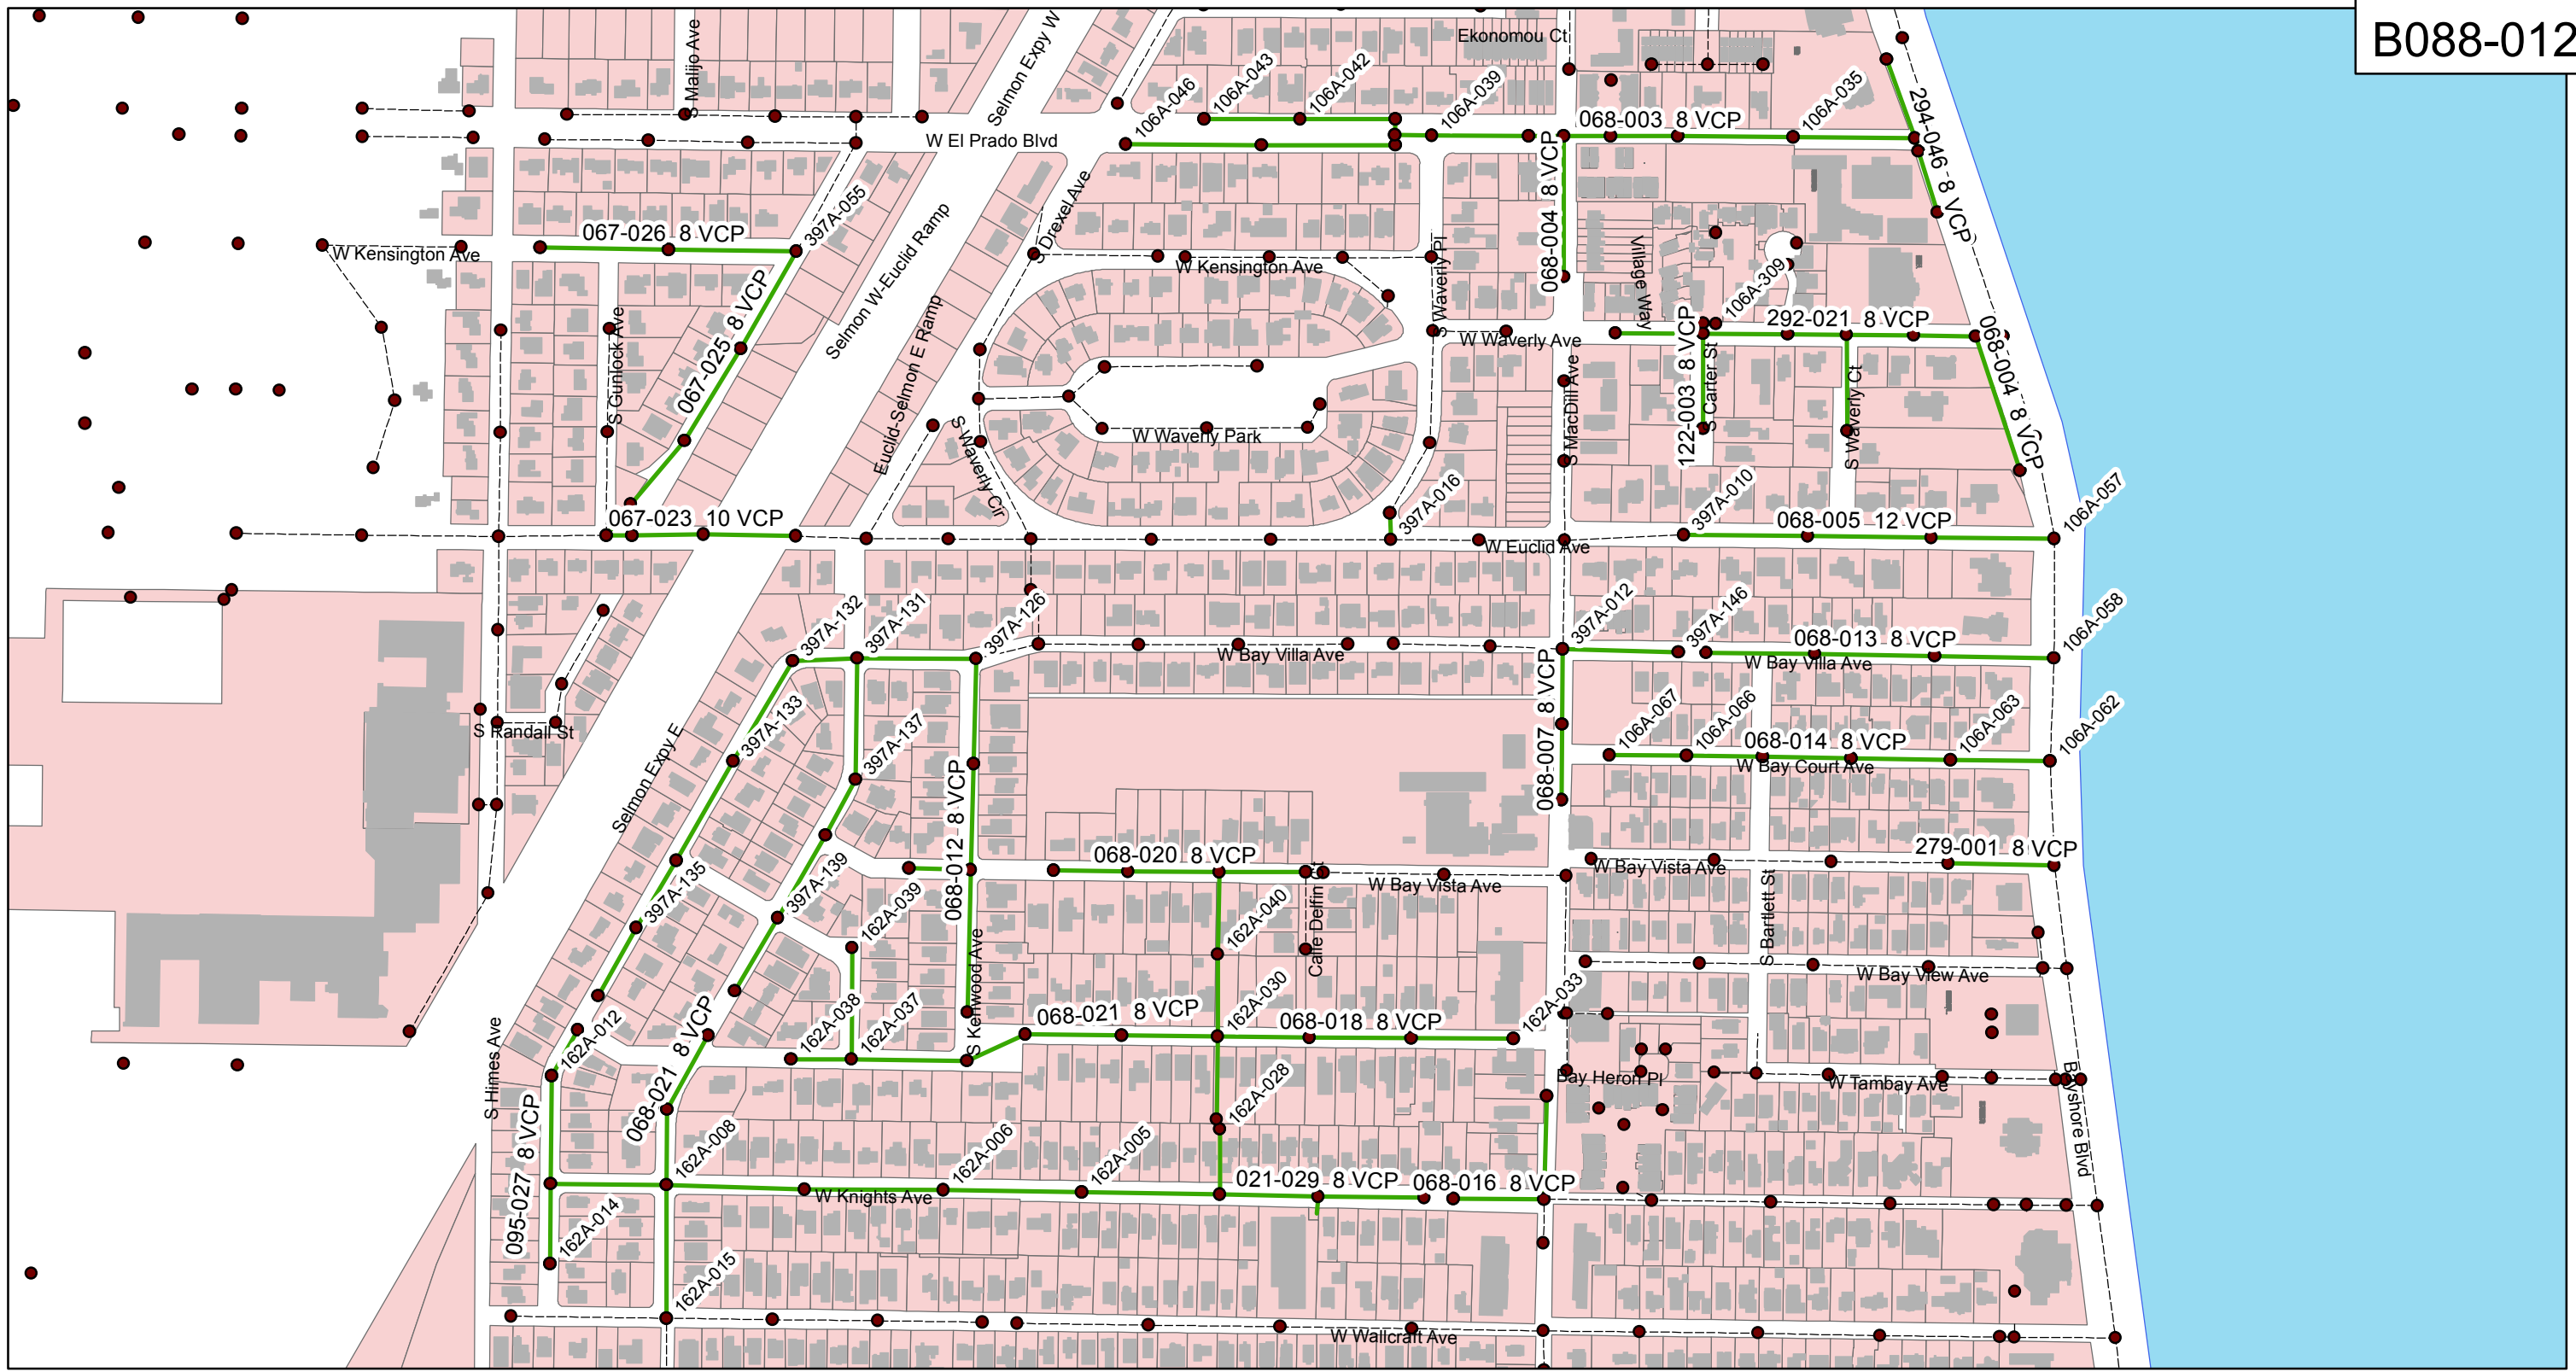 B088-012
Ekonomou Ct
S Malijo Ave
Selmon Expy W
106A-046
106A-043
106A-042
106A-039
106A-035
068-003 8 VCP
294-046 8 VCP
W El Prado Blvd
068-004 8 VCP
397A-055
067-026 8 VCP
W Kensington Ave
S Drexel Ave
W Kensington Ave
S Waverly Pl
Village Way
106A-309
Selmon W-Euclid Ramp
067-025 8 VCP
S Gunlock Ave
Euclid-Selmon E Ramp
292-021 8 VCP
W Waverly Ave
068-004 8 VCP
122-003 8 VCP
S Carter St
S Waverly Ct
S MacDill Ave
S Waverly Cir
W Waverly Park
397A-016
397A-010
106A-057
067-023 10 VCP
068-005 12 VCP
W Euclid Ave
397A-132
397A-131
397A-126
397A-012
397A-146
106A-058
068-013 8 VCP
W Bay Villa Ave
W Bay Villa Ave
S Randall St
Selmon Expy E
397A-133
397A-137
068-007 8 VCP
106A-067
106A-066
106A-063
106A-062
068-014 8 VCP
W Bay Court Ave
068-012 8 VCP
068-020 8 VCP
279-001 8 VCP
W Bay Vista Ave
W Bay Vista Ave
397A-135
397A-139
162A-039
162A-040
Calle Delfin Ct
S Bartlett St
S Kenwood Ave
W Bay View Ave
162A-012
162A-038
162A-037
068-021 8 VCP
162A-030
068-018 8 VCP
162A-033
S Himes Ave
068-021 8 VCP
162A-028
Bay Heron Pl
W Tambay Ave
Bayshore Blvd
095-027 8 VCP
162A-008
162A-006
162A-005
021-029 8 VCP
068-016 8 VCP
W Knights Ave
162A-014
162A-015
W Wallcraft Ave